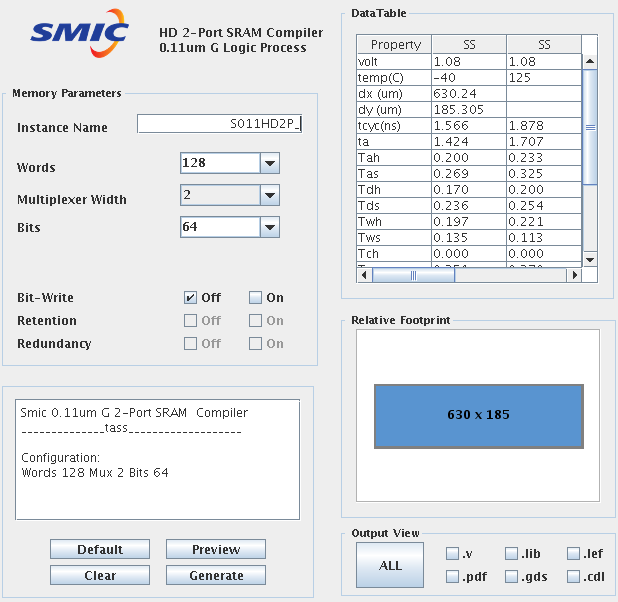 SMIC
HD 2-Port SRAM Compiler
0.11um G Logic Process
Memory Parameters
Instance Name
S011HD2P_
Words
128
Multiplexer Width
2
Bits
64
Bit-Write Off On
Retention Off On
Redundancy Off On
Smic 0.11um G 2-Port SRAM Compiler
_____________tass__________________
Configuration:
Words 128 Mux 2 Bits 64
Default Preview
Clear Generate
DataTable
Property SS SS
volt 1.08 1.08
temp(C) -40 125
dx (um) 630.24
dy (um) 185.305
tcyc(ns) 1.566 1.878
ta 1.424 1.707
Tah 0.200 0.233
Tas 0.269 0.325
Tdh 0.170 0.200
Tds 0.236 0.254
Twh 0.197 0.221
Tws 0.135 0.113
Tch 0.000 0.000
Relative Footprint
630 x 185
Output View
ALL
.v .lib .lef
.pdf .gds .cdl